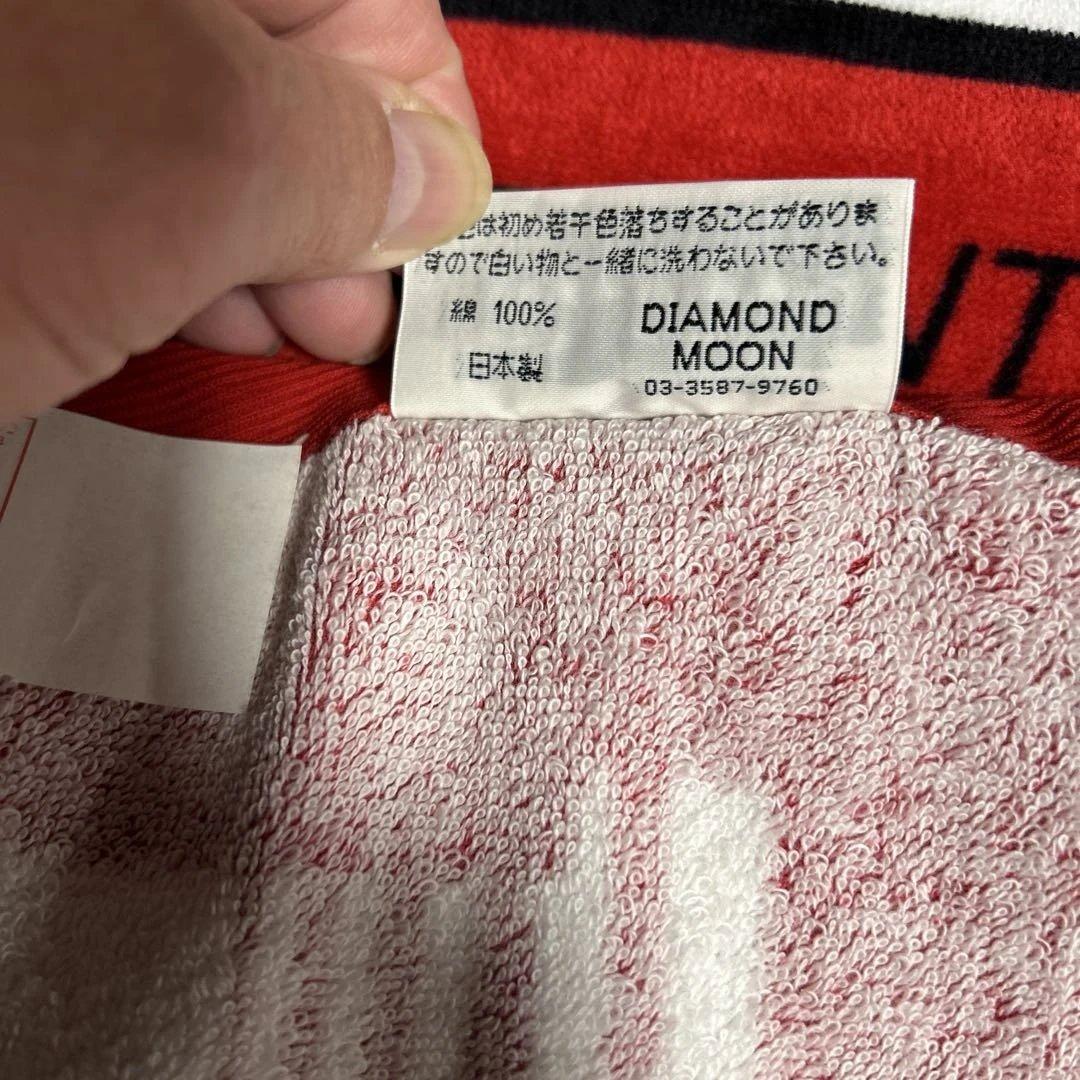 は初め若干色落ちすることがありま
すので白い物と一緒に洗わないで下さい。
綿 100%
日本製
DIAMOND
MOON
03-3587-9760
NT